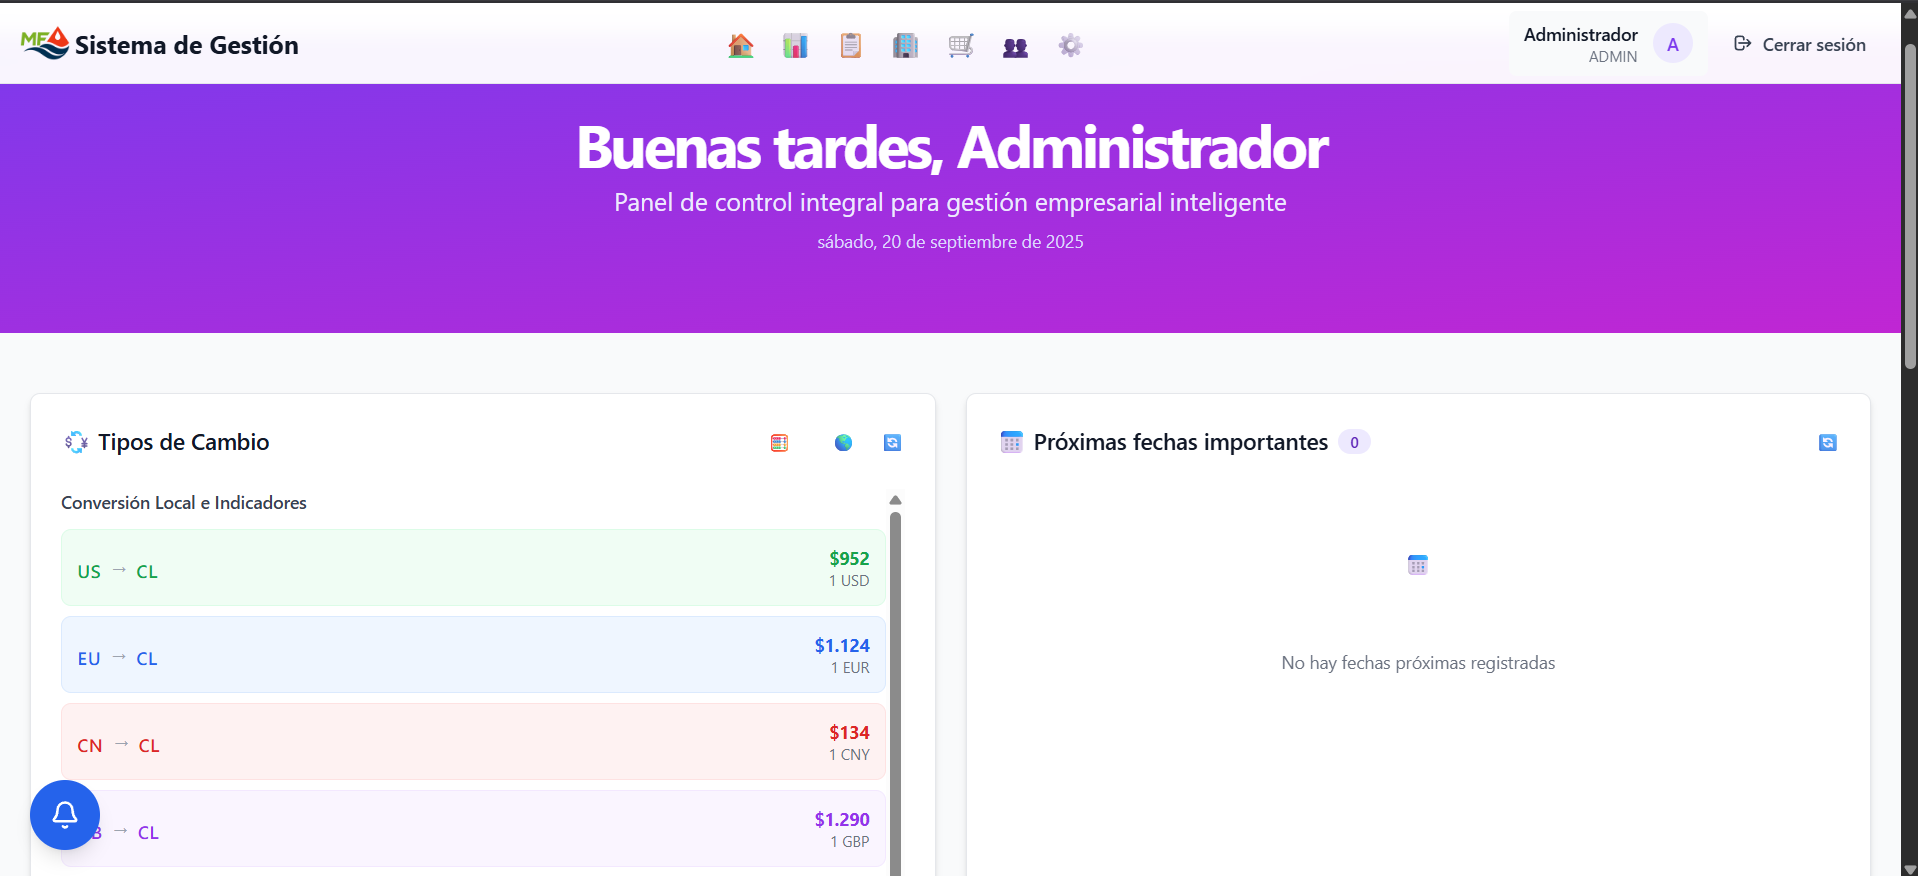 MF Sistema de Gestión
Administrador
ADMIN
A
Cerrar sesión
Buenas tardes, Administrador
Panel de control integral para gestión empresarial inteligente
sábado, 20 de septiembre de 2025
Tipos de Cambio
Conversión Local e Indicadores
US → CL
$952
1 USD
EU → CL
$1.124
1 EUR
CN → CL
$134
1 CNY
B → CL
$1.290
1 GBP
Próximas fechas importantes 0
No hay fechas próximas registradas